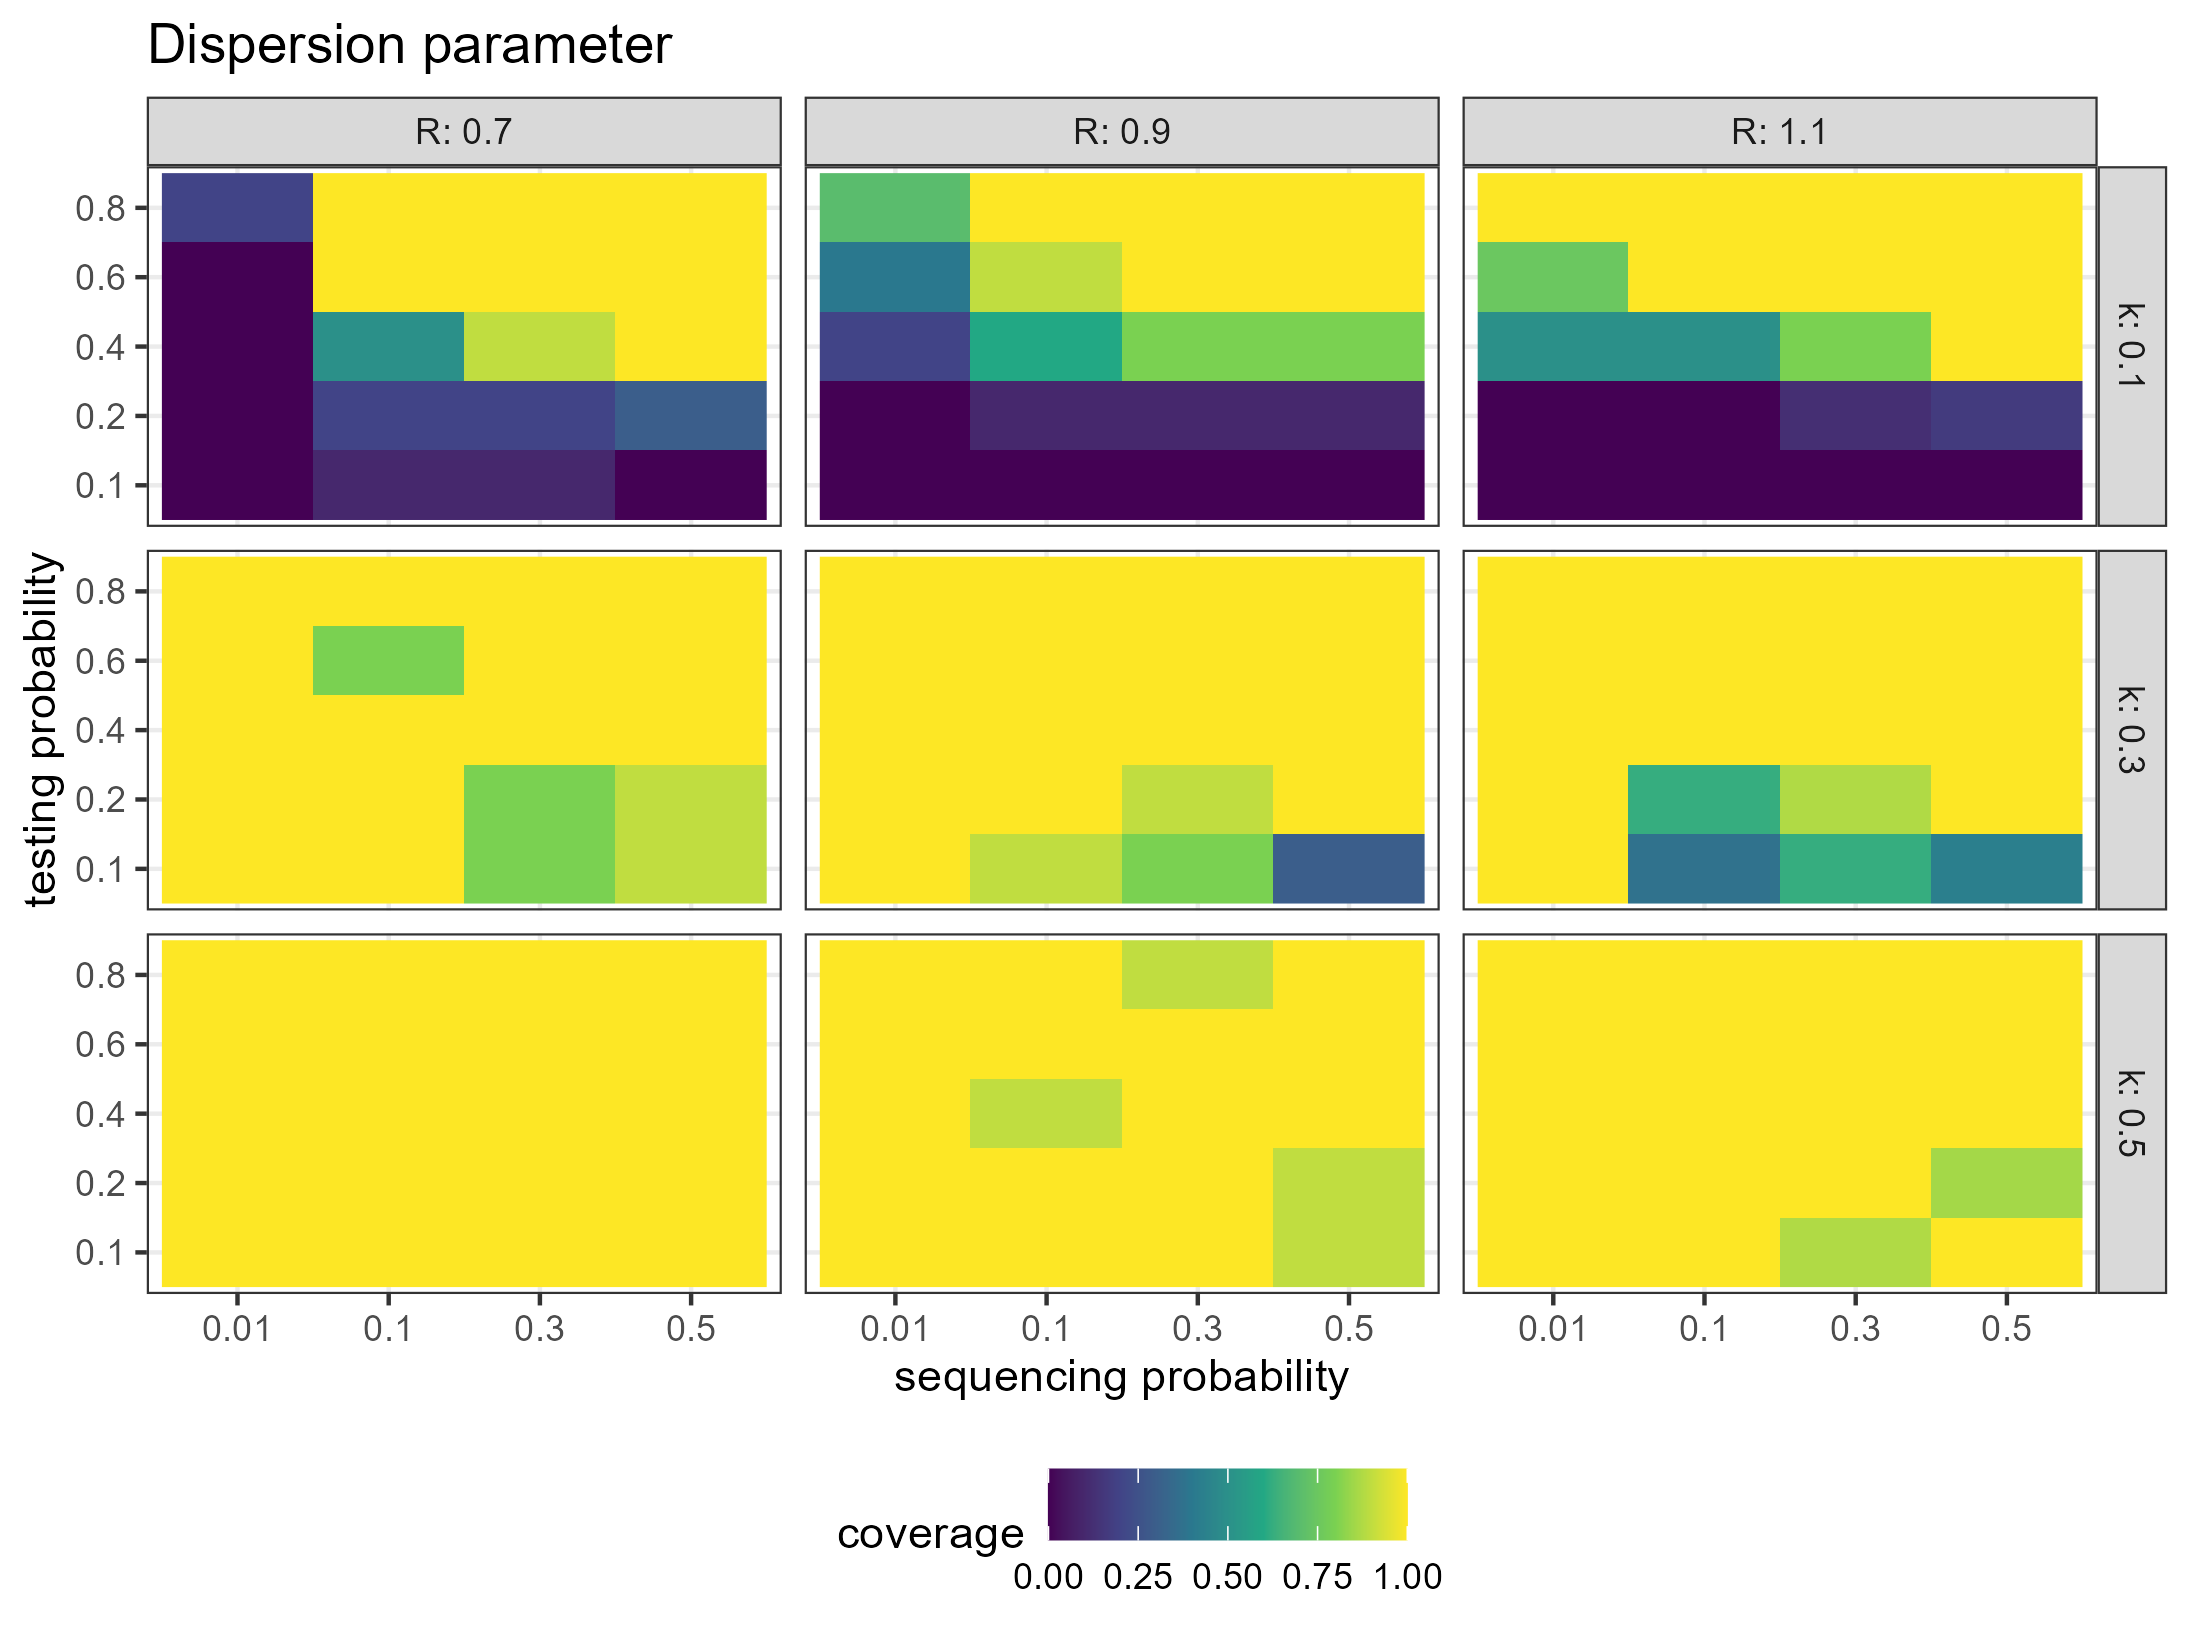 Dispersion parameter
R: 0.7
R: 0.9
R: 1.1
0.8
0.6
0.4
0.2
0.1
k: 0.1
0.8
0.6
0.4
0.2
0.1
k: 0.3
0.8
0.6
0.4
0.2
0.1
k: 0.5
testing probability
0.01 0.1 0.3 0.5
0.01 0.1 0.3 0.5
0.01 0.1 0.3 0.5
sequencing probability
coverage
0.00 0.25 0.50 0.75 1.00